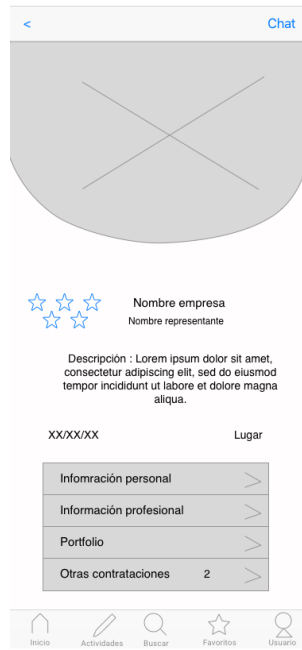 < Chat
Nombre empresa
Nombre representante
Descripción : Lorem ipsum dolor sit amet,
consectetur adipiscing elit, sed do eiusmod
tempor incididunt ut labore et dolore magna
aliqua.
XX/XX/XX Lugar
Infomración personal
Información profesional
Portfolio
Otras contrataciones 2
Inicio Actividades Buscar Favoritos Usuario